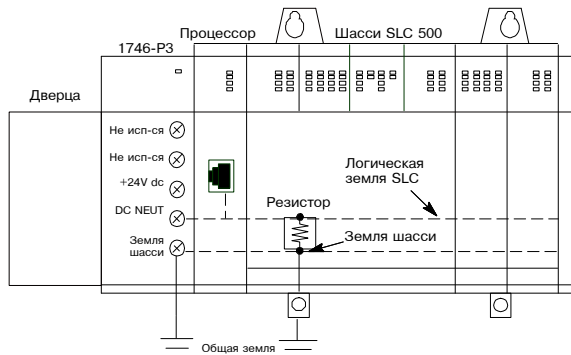 Процессор
Шасси SLC 500
1746-P3
Дверца
Не исп-ся
Не исп-ся
+24V dc
DC NEUT
Земля
шасси
Логическая
земля SLC
Резистор
Земля шасси
Общая земля